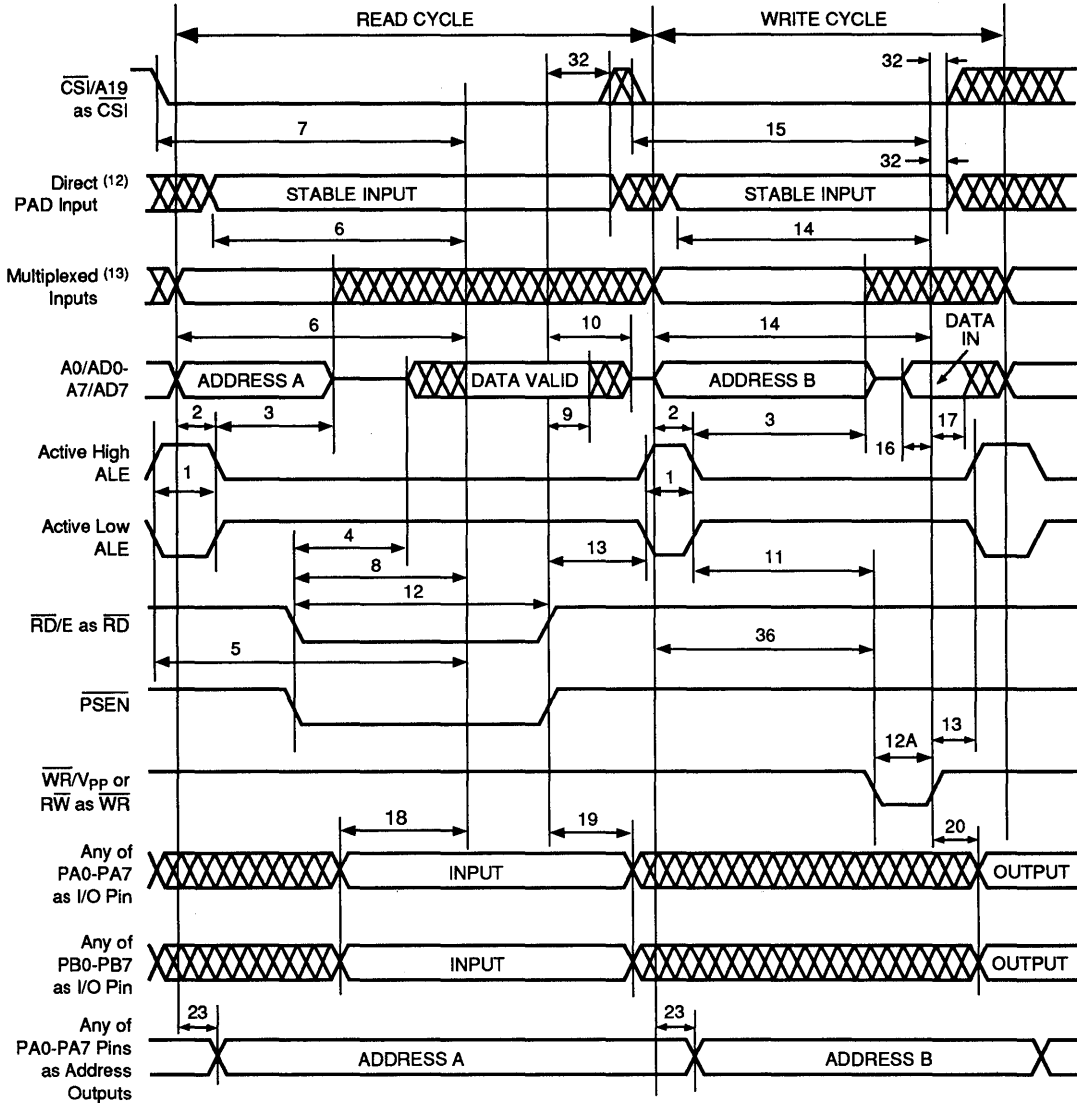 READ CYCLE
WRITE CYCLE
CSI/A19
as CSI
32
32
7
15
32
Direct (12)
PAD Input
STABLE INPUT
STABLE INPUT
6
14
Multiplexed (13)
Inputs
6
10
14
DATA
IN
A0/AD0-
A7/AD7
ADDRESS A
DATA VALID
ADDRESS B
2
3
9
2
3
16
17
Active High
ALE
1
1
Active Low
ALE
4
13
11
8
12
RD/E as RD
5
36
PSEN
12A
13
WR/VPP or
RW as WR
18
19
20
Any of
PA0-PA7
as I/O Pin
INPUT
OUTPUT
Any of
PB0-PB7
as I/O Pin
INPUT
OUTPUT
23
23
Any of
PA0-PA7 Pins
as Address
Outputs
ADDRESS A
ADDRESS B